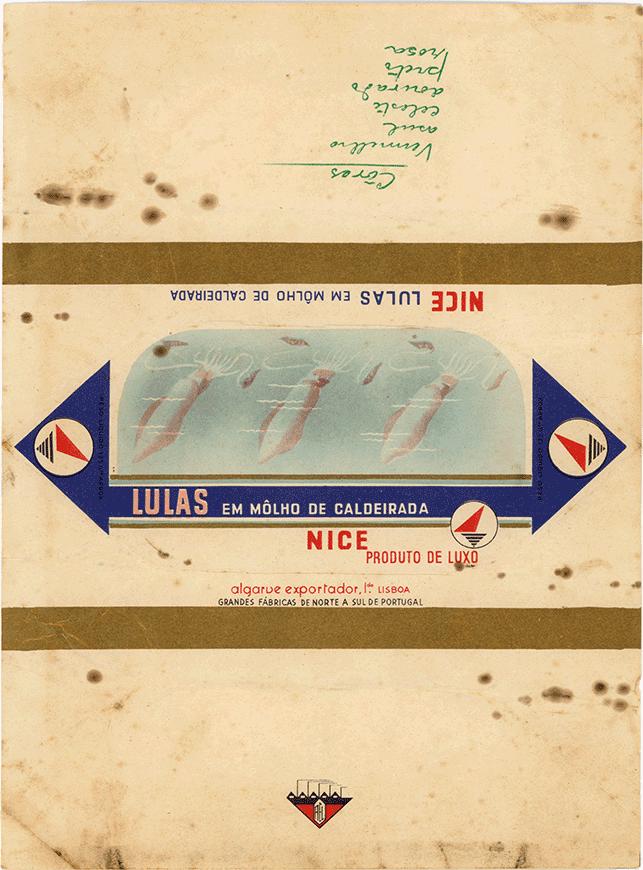 Côres
Vermelho
asul
celeste
dourado
preto
rosa
NICE LULAS EM MÔLHO DE CALDEIRADA
LULAS EM MÔLHO DE CALDEIRADA
NICE
PRODUTO DE LUXO
algarve exportador, l.da LISBOA
GRANDES FÁBRICAS DE NORTE A SUL DE PORTUGAL